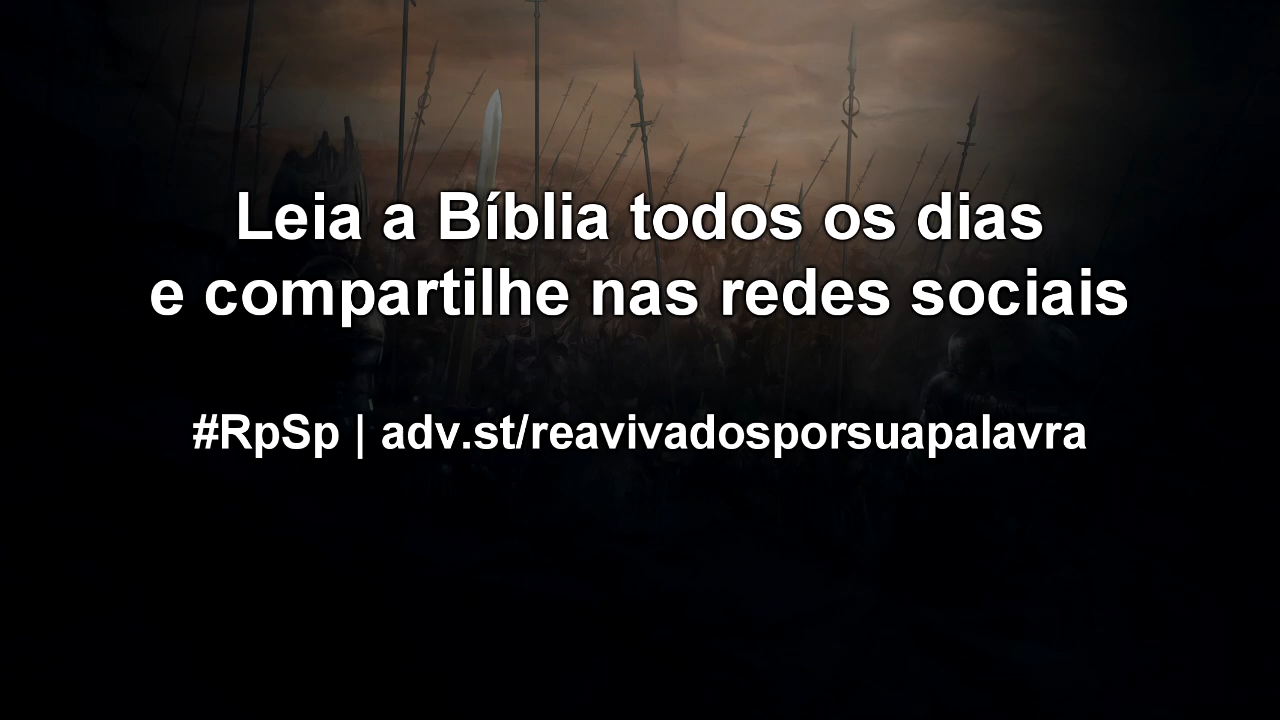 Leia a Bíblia todos os dias
e compartilhe nas redes sociais
#RpSp | adv.st/reavivadosporsuapalavra